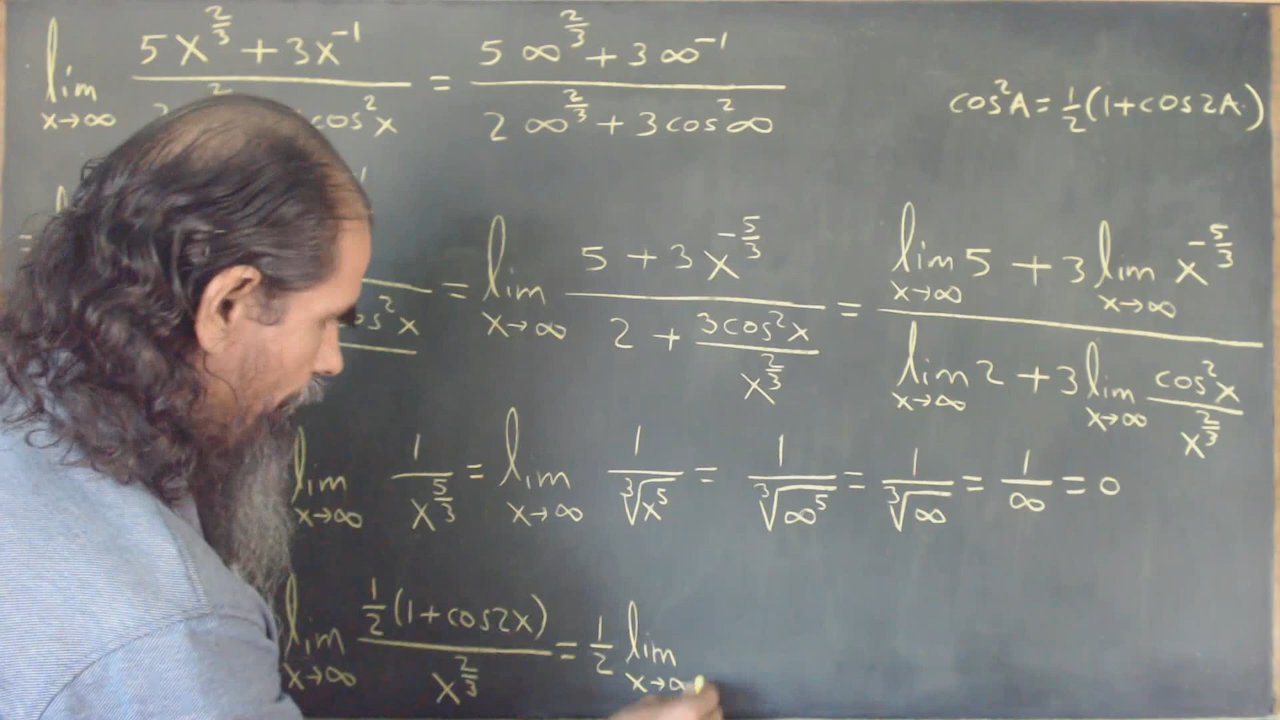 lim x→∞ (5x^(2/3) + 3x^(-1)) / (cos²x) = (5∞^(2/3) + 3∞^(-1)) / (2∞^(2/3) + 3cos²∞)
cos²A = 1/2(1+cos2A)
= cos²x = lim x→∞ (5 + 3x^(-5/3)) / (2 + 3cos²x / x^(2/3)) = (lim x→∞ 5 + 3 lim x→∞ x^(-5/3)) / (lim x→∞ 2 + 3 lim x→∞ cos²x / x^(2/3))
lim x→∞ 1 / x^(5/3) = lim x→∞ 1 / ∛x⁵ = 1 / ∛∞⁵ = 1 / ∛∞ = 1 / ∞ = 0
lim x→∞ 1/2(1+cos2x) / x^(2/3) = 1/2 lim x→∞